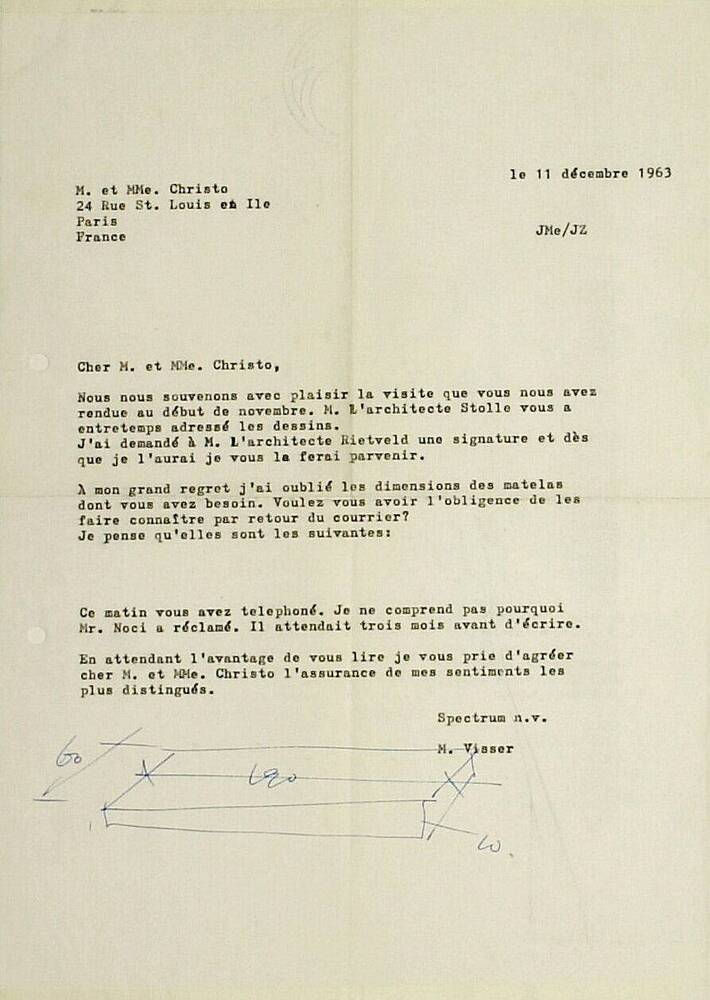 le 11 décembre 1963
M. et MMe. Christo
24 Rue St. Louis en Ile
Paris
France
JMe/JZ
Cher M. et MMe. Christo,
Nous nous souvenons avec plaisir la visite que vous nous avez
rendue au début de novembre. M. L'architecte Stolle vous a
entretemps adressé les dessins.
J'ai demandé à M. L'architecte Rietveld une signature et dès
que je l'aurai je vous la ferai parvenir.
A mon grand regret j'ai oublié les dimensions des matelas
dont vous avez besoin. Voulez vous avoir l'obligence de les
faire connaître par retour du courrier?
Je pense qu'elles sont les suivantes:
Ce matin vous avez telephoné. Je ne comprend pas pourquoi
Mr. Noci a réclamé. Il attendait trois mois avant d'écrire.
En attendant l'avantage de vous lire je vous prie d'agréer
cher M. et MMe. Christo l'assurance de mes sentiments les
plus distingués.
Spectrum n.v.
M. Visser
60
190